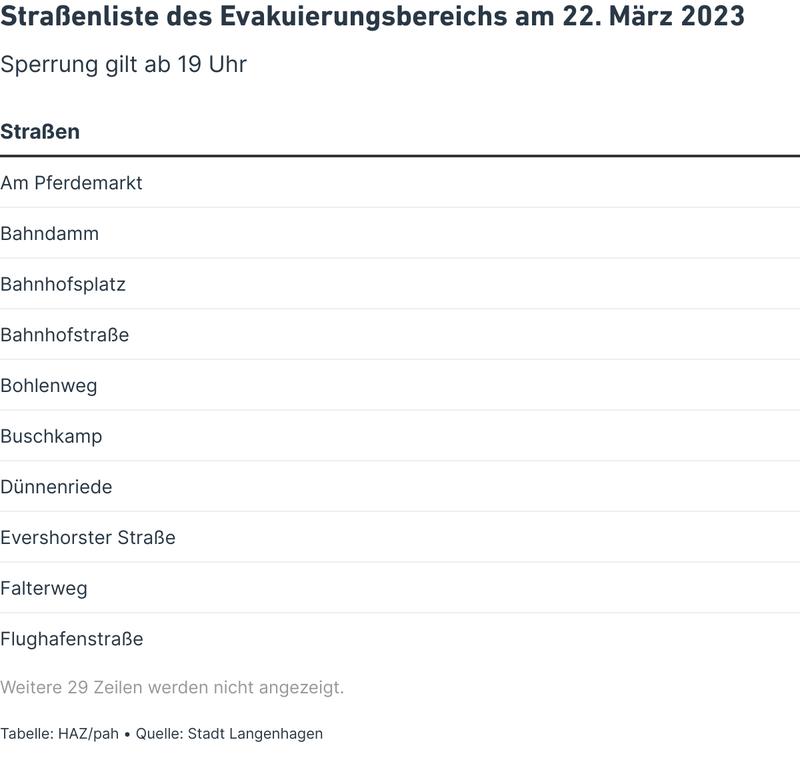 Straßenliste des Evakuierungsbereichs am 22. März 2023
Sperrung gilt ab 19 Uhr
Straßen
Am Pferdemarkt
Bahndamm
Bahnhofsplatz
Bahnhofstraße
Bohlenweg
Buschkamp
Dünnenriede
Evershorster Straße
Falterweg
Flughafenstraße
Weitere 29 Zeilen werden nicht angezeigt.
Tabelle: HAZ/pah • Quelle: Stadt Langenhagen